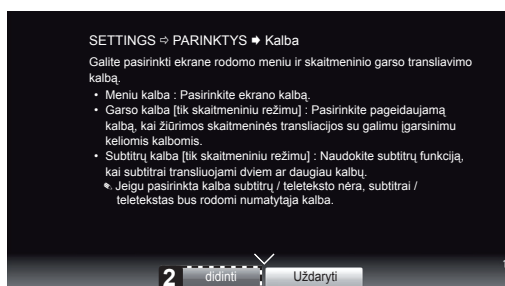 SETTINGS ⇨ PARINKTYS ➡ Kalba
Galite pasirinkti ekrane rodomo meniu ir skaitmeninio garso transliavimo
kalbą.
• Meniu kalba : Pasirinkite ekrano kalbą.
• Garso kalba [tik skaitmeniniu režimu] : Pasirinkite pageidaujamą
kalbą, kai žiūrimos skaitmeninės transliacijos su galimu įgarsinimu
keliomis kalbomis.
• Subtitrų kalba [tik skaitmeniniu režimu] : Naudokite subtitrų funkciją,
kai subtitrai transliuojami dviem ar daugiau kalbų.
✎ Jeigu pasirinkta kalba subtitrų / teleteksto nėra, subtitrai /
teletekstas bus rodomi numatytąja kalba.
2 didinti Uždaryti